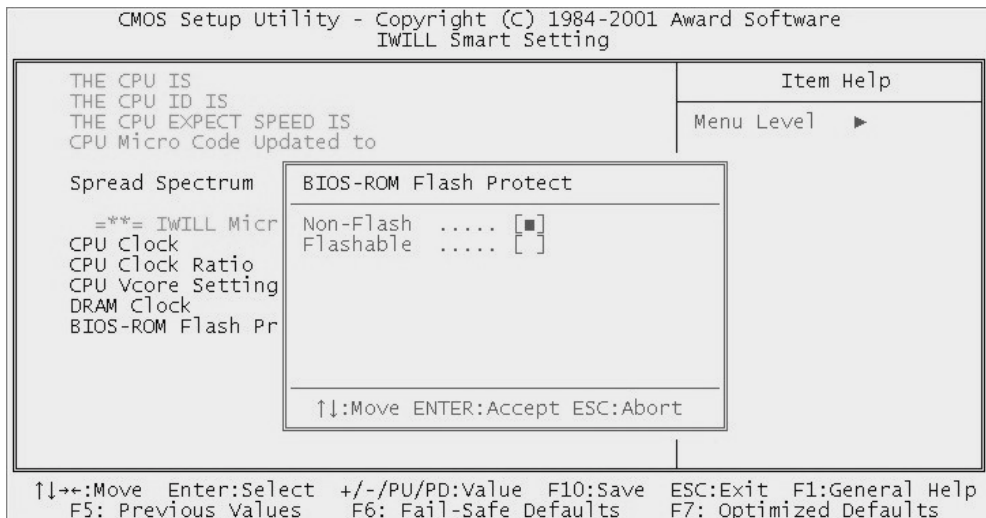 CMOS Setup Utility - Copyright (C) 1984-2001 Award Software
IWILL Smart Setting
THE CPU IS
THE CPU ID IS
THE CPU EXPECT SPEED IS
CPU Micro Code Updated to
Spread Spectrum
=**= IWILL Micr
CPU Clock
CPU Clock Ratio
CPU Vcore Setting
DRAM Clock
BIOS-ROM Flash Pr
BIOS-ROM Flash Protect
Non-Flash ..... [■]
Flashable ..... [ ]
↑↓:Move ENTER:Accept ESC:Abort
Item Help
Menu Level ►
↑↓→←:Move Enter:Select +/-/PU/PD:Value F10:Save ESC:Exit F1:General Help
F5: Previous Values F6: Fail-Safe Defaults F7: Optimized Defaults